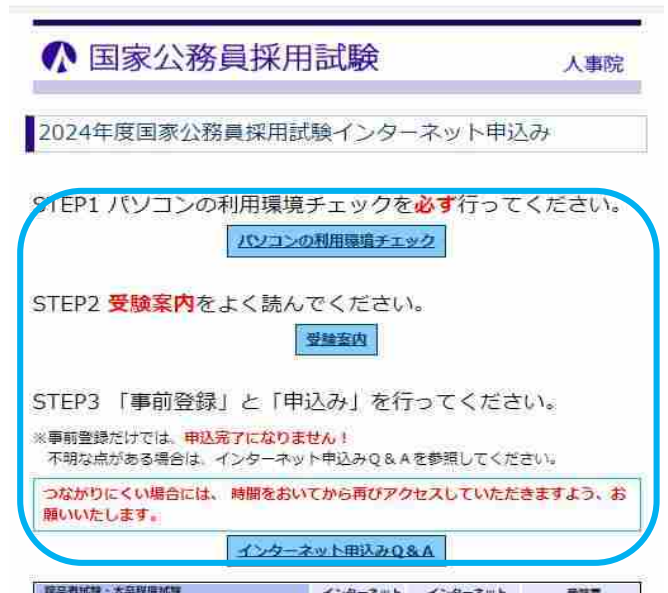 国家公務員採用試験 人事院
2024年度国家公務員採用試験インターネット申込み
STEP1 パソコンの利用環境チェックを必ず行ってください。
パソコンの利用環境チェック
STEP2 受験案内をよく読んでください。
受験案内
STEP3 「事前登録」と「申込み」を行ってください。
※事前登録だけでは、申込完了になりません！
不明な点がある場合は、インターネット申込みQ&Aを参照してください。
つながりにくい場合には、 時間をおいてから再びアクセスしていただきますよう、お
願いいたします。
インターネット申込みQ&A